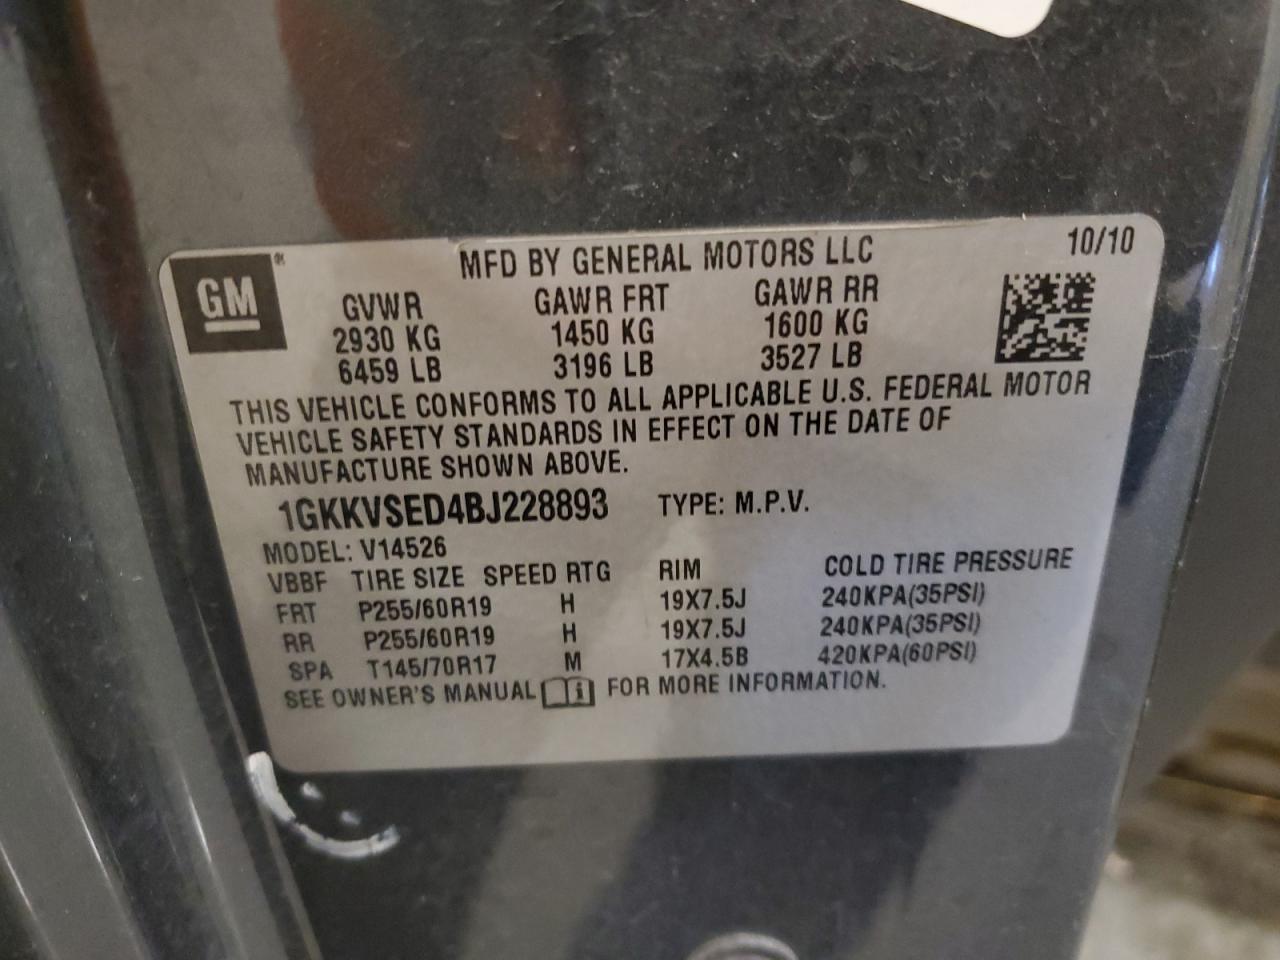 GM®
MFD BY GENERAL MOTORS LLC 10/10
GVWR GAWR FRT GAWR RR
2930 KG 1450 KG 1600 KG
6459 LB 3196 LB 3527 LB
THIS VEHICLE CONFORMS TO ALL APPLICABLE U.S. FEDERAL MOTOR
VEHICLE SAFETY STANDARDS IN EFFECT ON THE DATE OF
MANUFACTURE SHOWN ABOVE.
1GKKVSED4BJ228893 TYPE: M.P.V.
MODEL: V14526
VBBF TIRE SIZE SPEED RTG RIM COLD TIRE PRESSURE
FRT P255/60R19 H 19X7.5J 240KPA(35PSI)
RR P255/60R19 H 19X7.5J 240KPA(35PSI)
SPA T145/70R17 M 17X4.5B 420KPA(60PSI)
SEE OWNER'S MANUAL i FOR MORE INFORMATION.